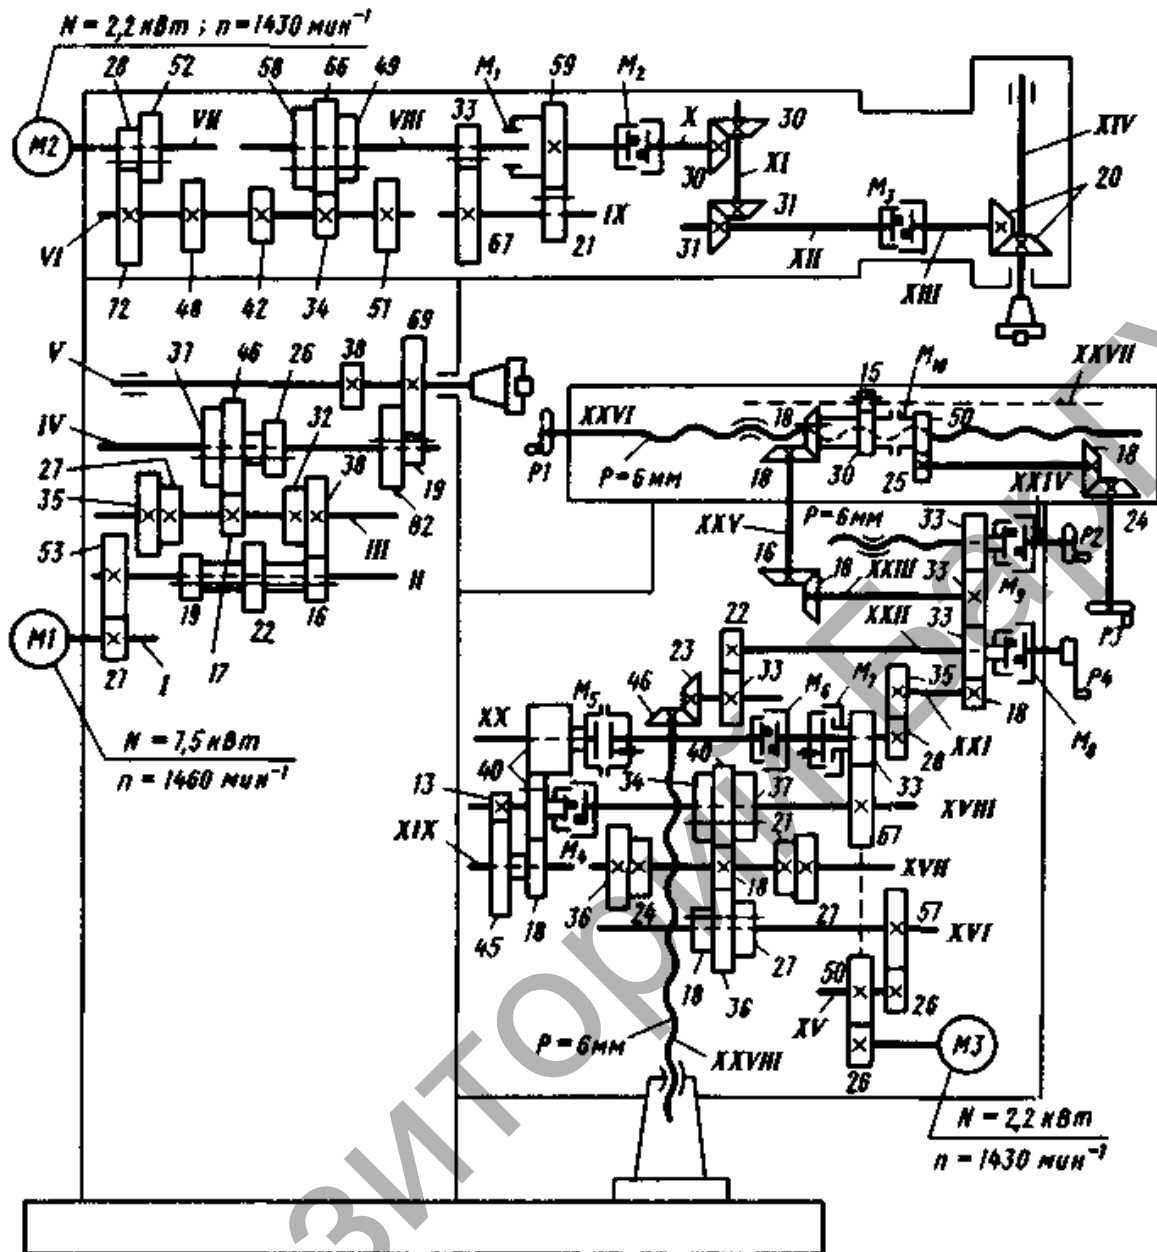 N = 2,2 кВт ; n = 1430 мин⁻¹
28 52 58 66 49 M₁ 59 M₂
33
M2 VII VIII X 30 XIV
30 XI 20
M₃
VI IX 31
31 XII
67 21 XIII
72 48 42 34 51
69
V 37 46 26 38
M₁₀ XXVII
15
IV 32 XXVI 18 50
P1
27 38 P = 6 мм 18 30 25 18
35 19 XXIV
82 24
XXV P = 6 мм 33 P2
53 III
II 16 18 XXIII 33 M₉
19 22 16 22 XXII 33 P3
M1 23 P4
27 I 17 33 35
46 M₅ M₆ M₇ 18
N = 7,5 кВт XX XXI M₈
n = 1460 мин⁻¹ 28
40 34 40 37 33
13 XVIII
21 67
XIX M₄ XVII
18
36 24 27 57
45 18 XVI
27
18 36 50
XV 26
P = 6 мм M3
XXVIII
26
N = 2,2 кВт
n = 1430 мин⁻¹
зиторий БарГУ